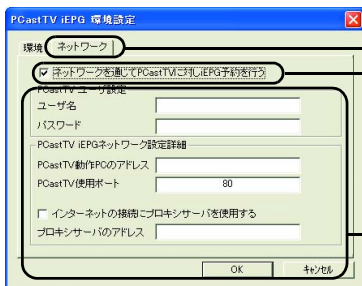 PCastTV iEPG 環境設定
環境 ネットワーク
ネットワークを通じてPCastTVに対しiEPG予約を行う
PCastTV ユーザ設定
ユーザ名
パスワード
PCastTV iEPGネットワーク設定詳細
PCastTV動作PCのアドレス
PCastTV使用ポート 80
インターネットの接続にプロキシサーバを使用する
プロキシサーバのアドレス
OK キャンセル